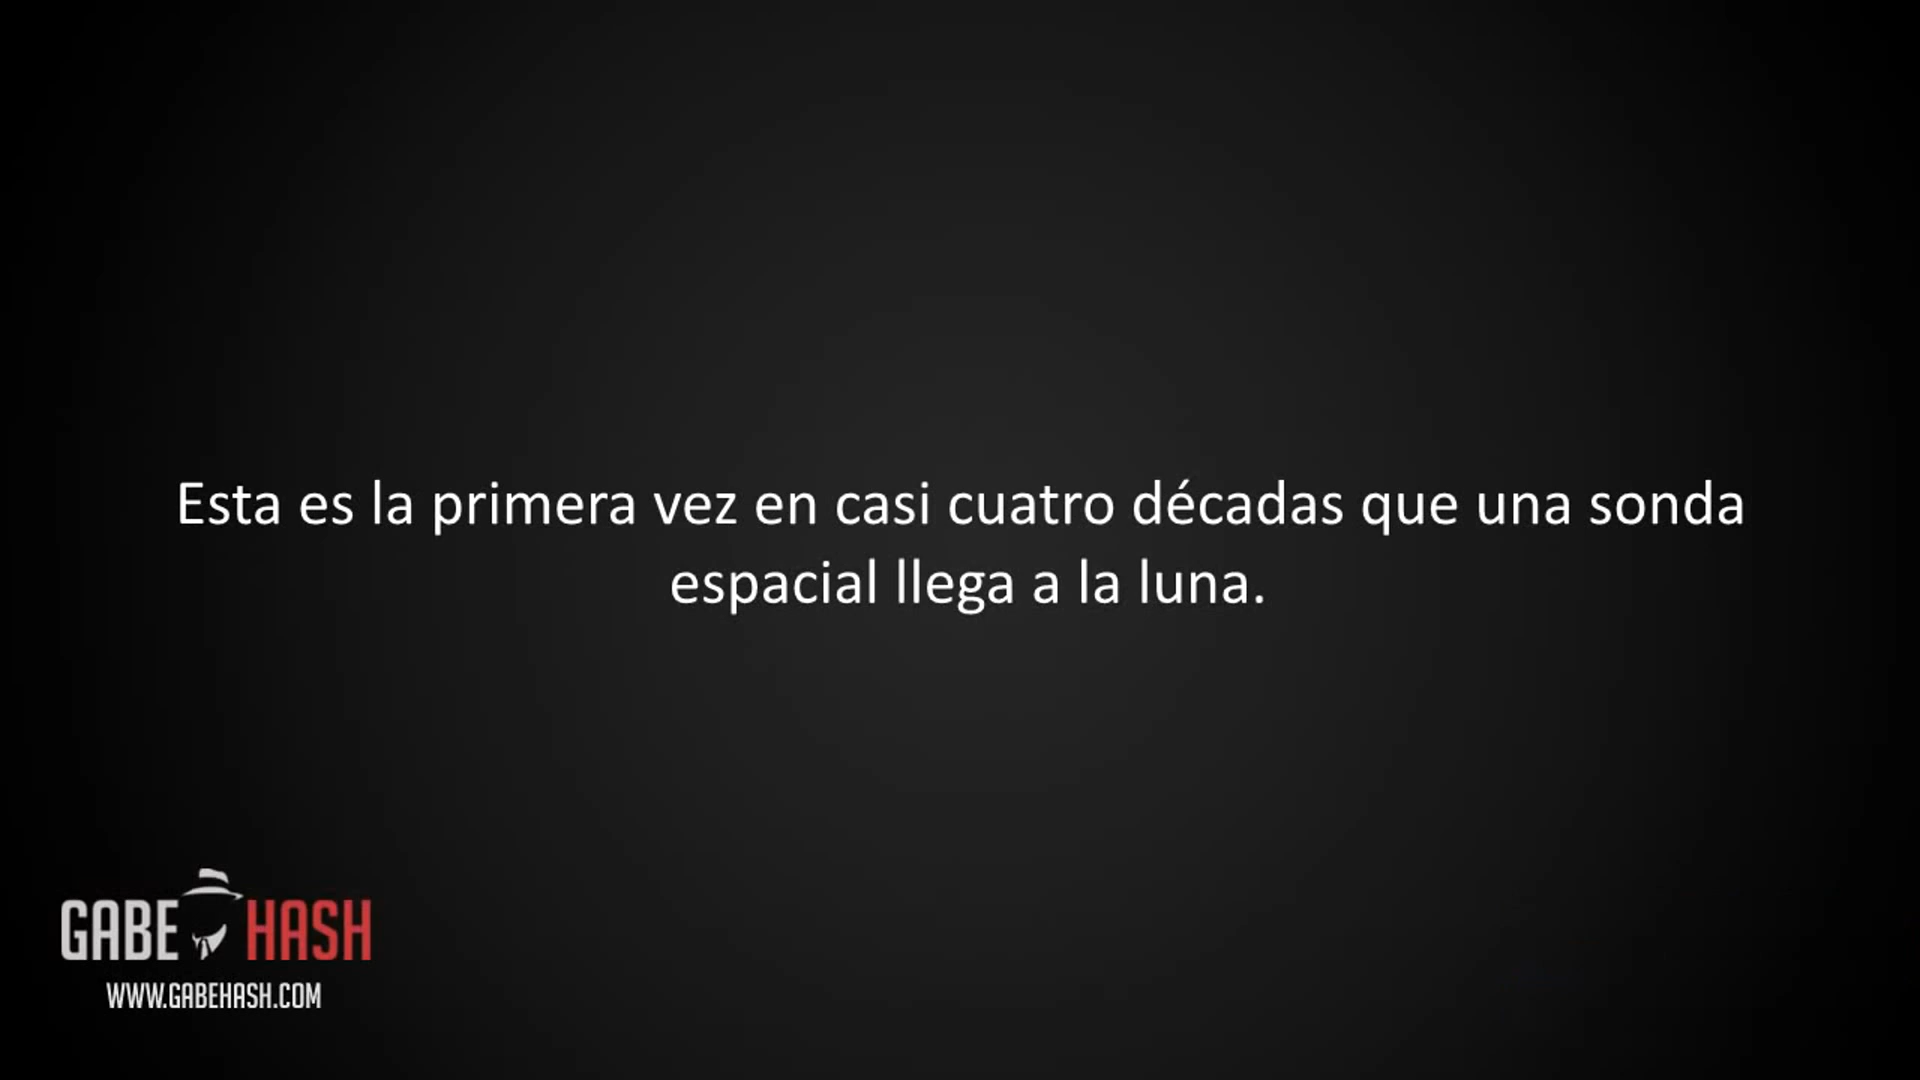 Esta es la primera vez en casi cuatro décadas que una sonda
espacial llega a la luna.
GABE HASH
WWW.GABEHASH.COM